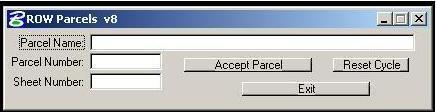 ROW Parcels v8
Parcel Name:
Parcel Number:
Accept Parcel
Reset Cycle
Sheet Number:
Exit